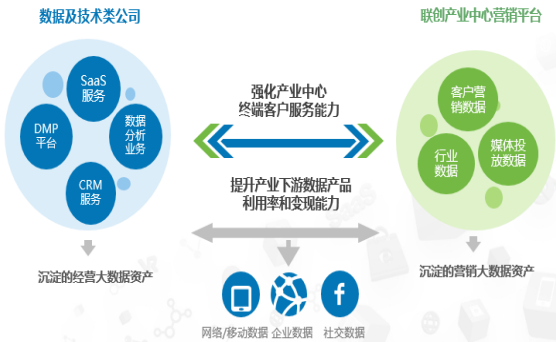 数据及技术类公司
联创产业中心营销平台
SaaS
服务
DMP
平台
数据
分析
业务
CRM
服务
强化产业中心
终端客户服务能力
提升产业下游数据产品
利用率和变现能力
客户营
销数据
行业
数据
媒体投
放数据
沉淀的经营大数据资产
沉淀的营销大数据资产
网络/移动数据
企业数据
社交数据